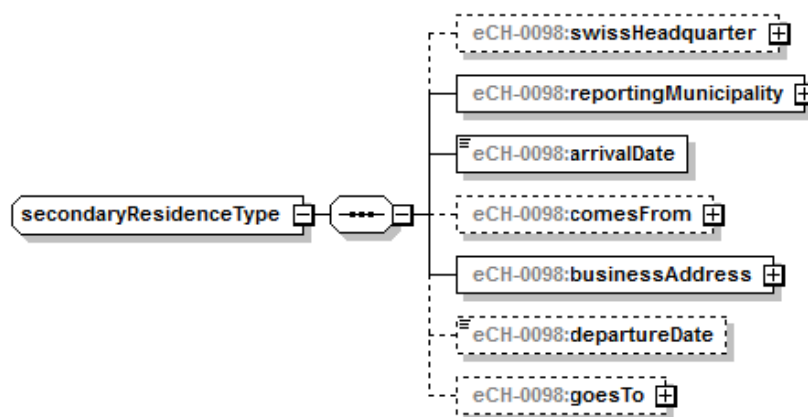 eCH-0098:swissHeadquarter
eCH-0098:reportingMunicipality
eCH-0098:arrivalDate
secondaryResidenceType
eCH-0098:comesFrom
eCH-0098:businessAddress
eCH-0098:departureDate
eCH-0098:goesTo